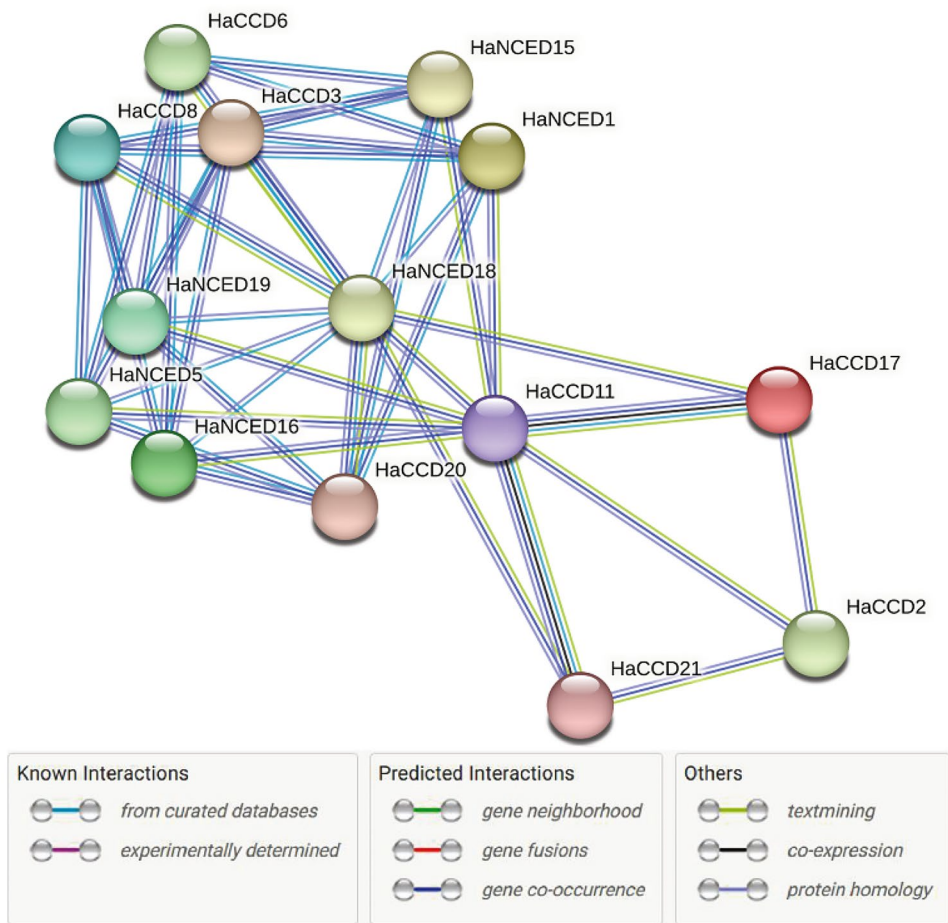 HaCCD6
HaNCED15
HaCCD3
HaCCD8
HaNCED1
HaNCED18
HaNCED19
HaCCD17
HaNCED5
HaCCD11
HaNCED16
HaCCD20
HaCCD2
HaCCD21
Known Interactions
from curated databases
experimentally determined
Predicted Interactions
gene neighborhood
gene fusions
gene co-occurrence
Others
textmining
co-expression
protein homology